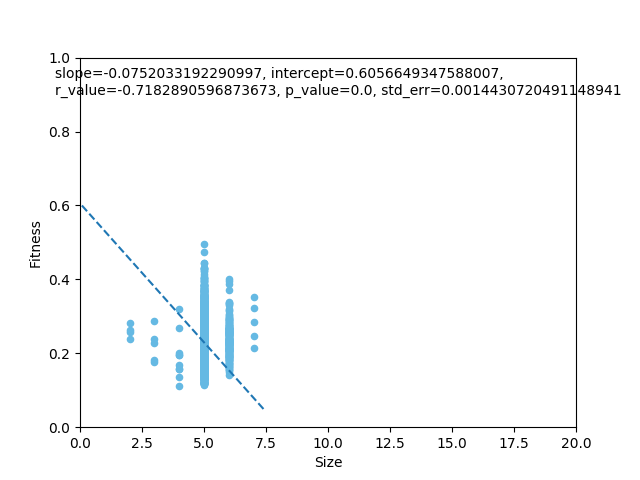 slope=-0.0752033192290997, intercept=0.6056649347588007,
r_value=-0.7182890596873673, p_value=0.0, std_err=0.0014430720491148941
1.0
0.8
0.6
0.4
0.2
0.0
Fitness
0.0 2.5 5.0 7.5 10.0 12.5 15.0 17.5 20.0
Size